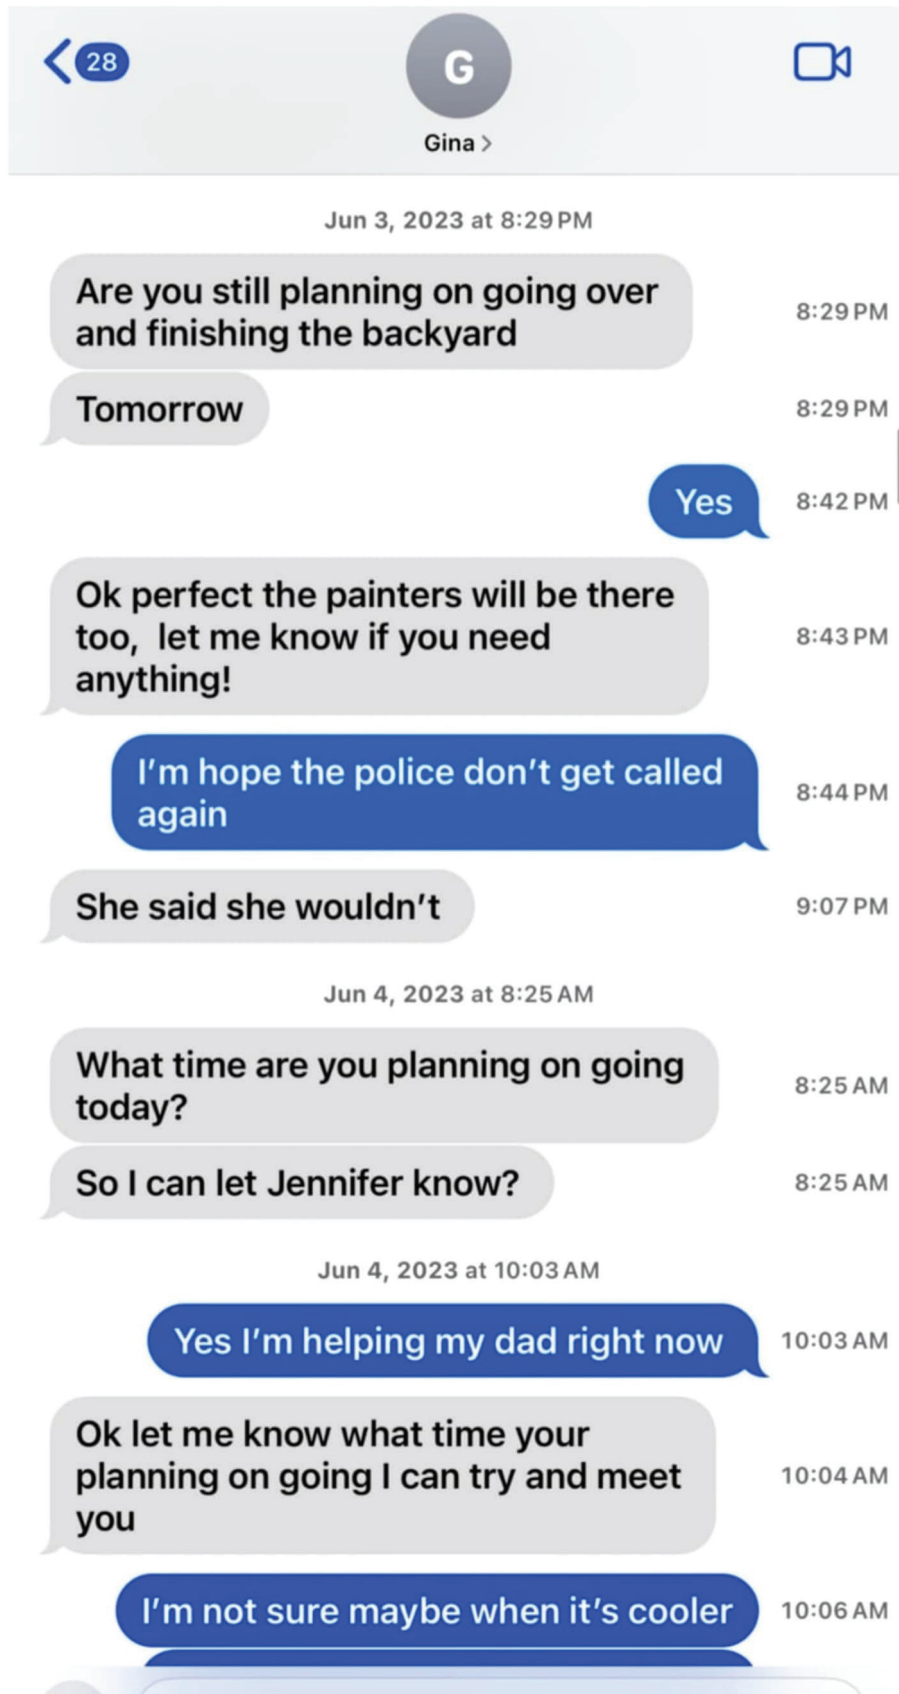 28
G
Gina >
Jun 3, 2023 at 8:29 PM
Are you still planning on going over
and finishing the backyard
8:29 PM
Tomorrow
8:29 PM
Yes
8:42 PM
Ok perfect the painters will be there
too,  let me know if you need
anything!
8:43 PM
I'm hope the police don't get called
again
8:44 PM
She said she wouldn't
9:07 PM
Jun 4, 2023 at 8:25 AM
What time are you planning on going
today?
8:25 AM
So I can let Jennifer know?
8:25 AM
Jun 4, 2023 at 10:03 AM
Yes I'm helping my dad right now
10:03 AM
Ok let me know what time your
planning on going I can try and meet
you
10:04 AM
I'm not sure maybe when it's cooler
10:06 AM